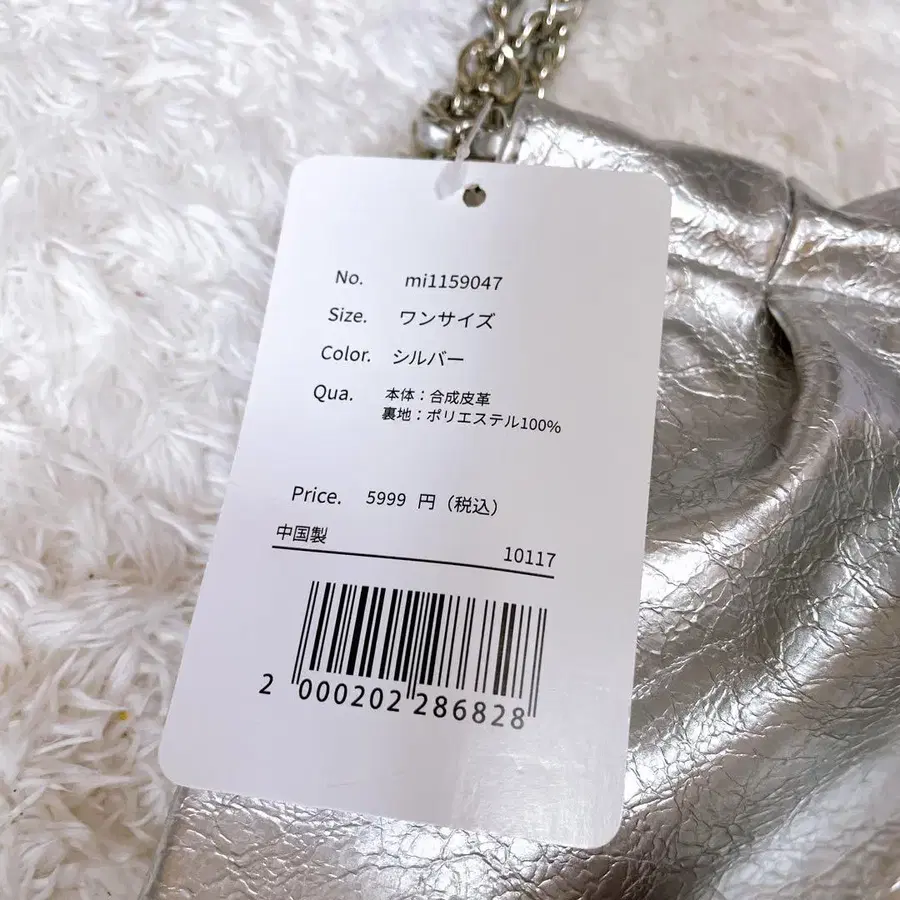 No. mi1159047
Size. ワンサイズ
Color. シルバー
Qua. 本体：合成皮革
裏地：ポリエステル100%
Price. 5999 円（税込）
中国製 10117
2 000202 286828